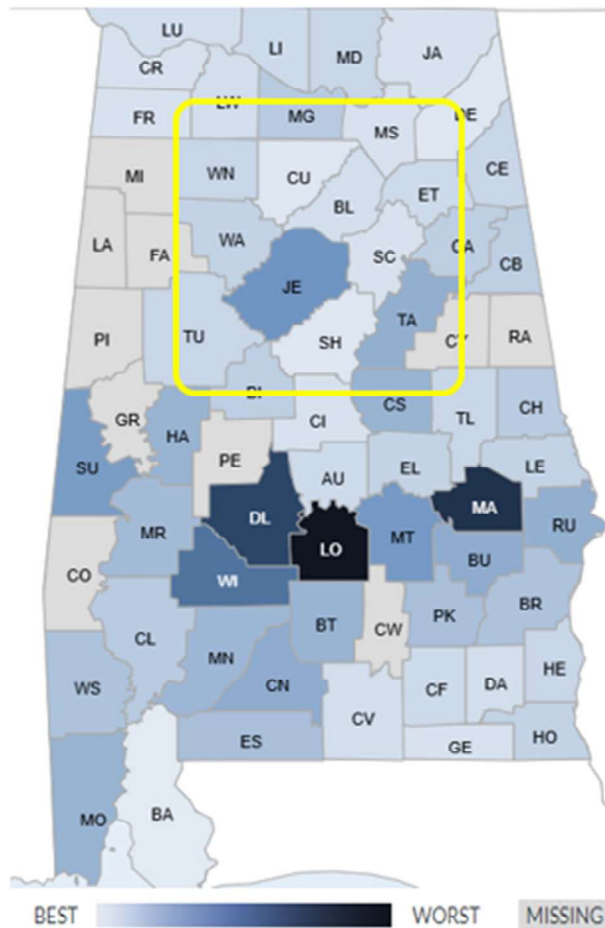 LU
LI
MD
JA
CR
LW
FR
MG
MS
DE
MI
WN
CU
CE
BL
ET
LA
FA
WA
SC
CA
CB
JE
TA
PI
TU
SH
CY
RA
BI
GR
CI
CS
TL
CH
HA
SU
PE
AU
EL
LE
DL
MA
MR
LO
MT
RU
BU
CO
WI
BR
CL
BT
CW
PK
MN
HE
WS
CN
CF
DA
CV
ES
GE
HO
BA
MO
BEST WORST MISSING